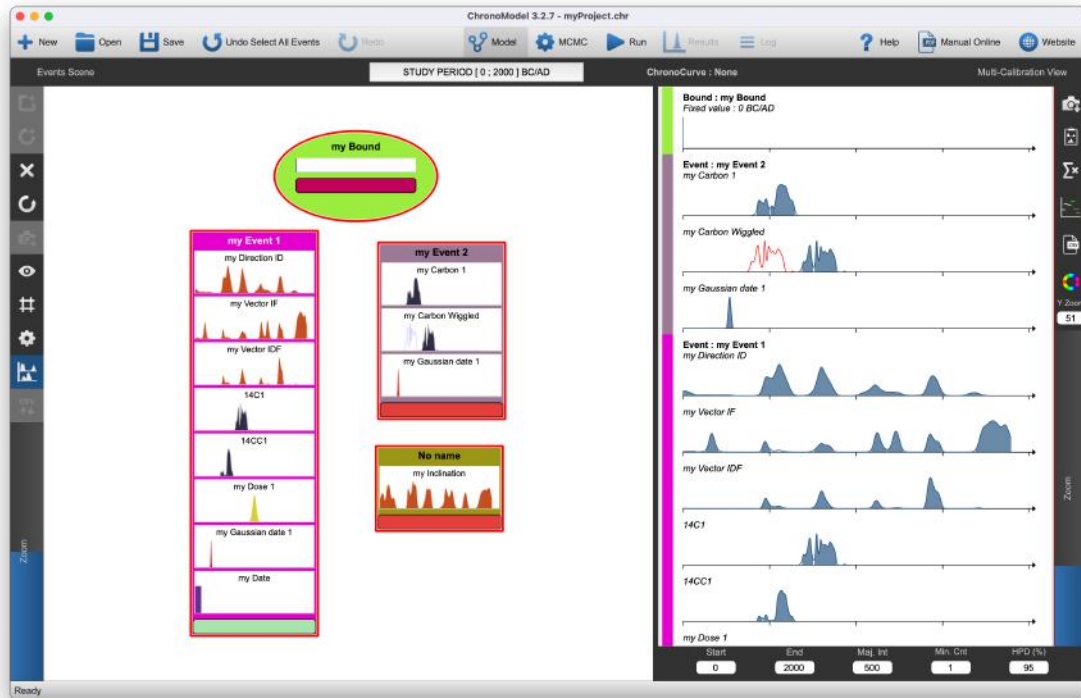 ChronoModel 3.2.7 - myProject.chr
New Open Save Undo Select All Events Redo Model MCMC Run Results Log Help Manual Online Website
Events Scene
STUDY PERIOD [ 0 ; 2000 ] BC/AD
ChronoCurve : None
Multi-Calibration View
my Bound
my Event 1
my Direction ID
my Vector IF
my Vector IDF
14C1
14CC1
my Dose 1
my Gaussian date 1
my Date
my Event 2
my Carbon 1
my Carbon Wiggled
my Gaussian date 1
No name
my Inclination
Zoom
Bound : my Bound
Fixed value : 0 BC/AD
Event : my Event 2
my Carbon 1
my Carbon Wiggled
my Gaussian date 1
Event : my Event 1
my Direction ID
my Vector IF
my Vector IDF
14C1
14CC1
my Dose 1
Y Zoom
51
Zoom
Start End Maj. Int Min. Cnt HPD (%)
0 2000 500 1 95
Ready